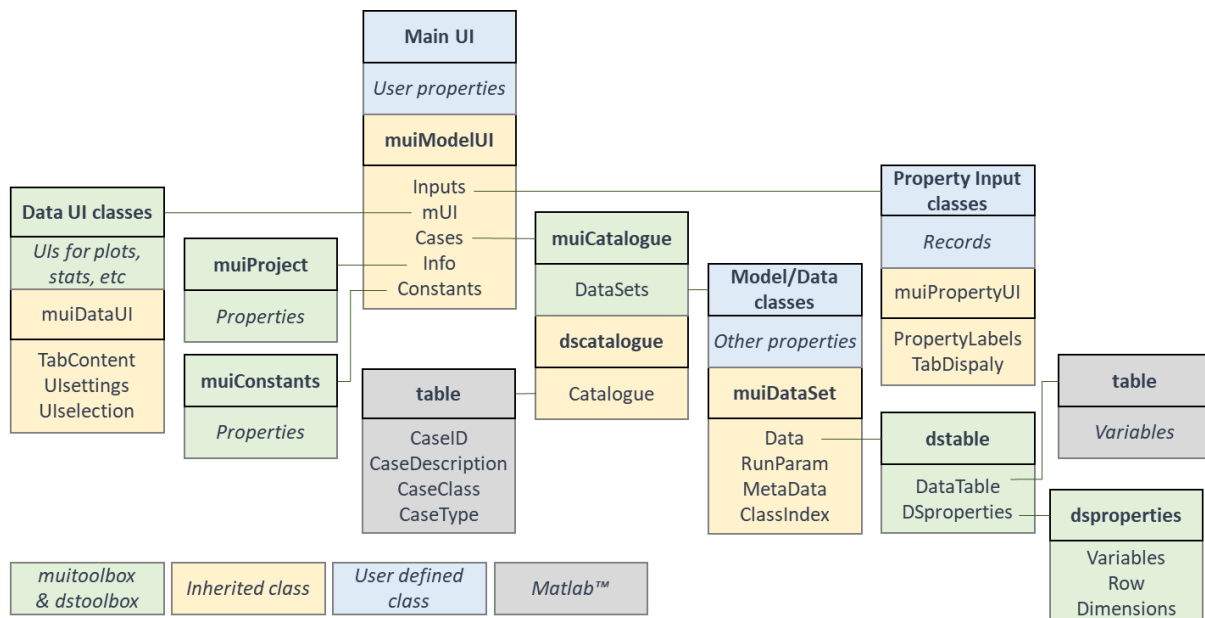 Main UI
User properties
muiModelUI
Inputs
mUI
Cases
Info
Constants
Data UI classes
UIs for plots,
stats, etc
muiDataUI
TabContent
UIsettings
UIselection
muiProject
Properties
muiConstants
Properties
table
CaseID
CaseDescription
CaseClass
CaseType
muiCatalogue
DataSets
dscatalogue
Catalogue
Model/Data
classes
Other properties
muiDataSet
Data
RunParam
MetaData
ClassIndex
Property Input
classes
Records
muiPropertyUI
PropertyLabels
TabDispaly
dstable
DataTable
DSproperties
table
Variables
dsproperties
Variables
Row
Dimensions
muitoolbox
& dstoolbox
Inherited class
User defined
class
Matlab™